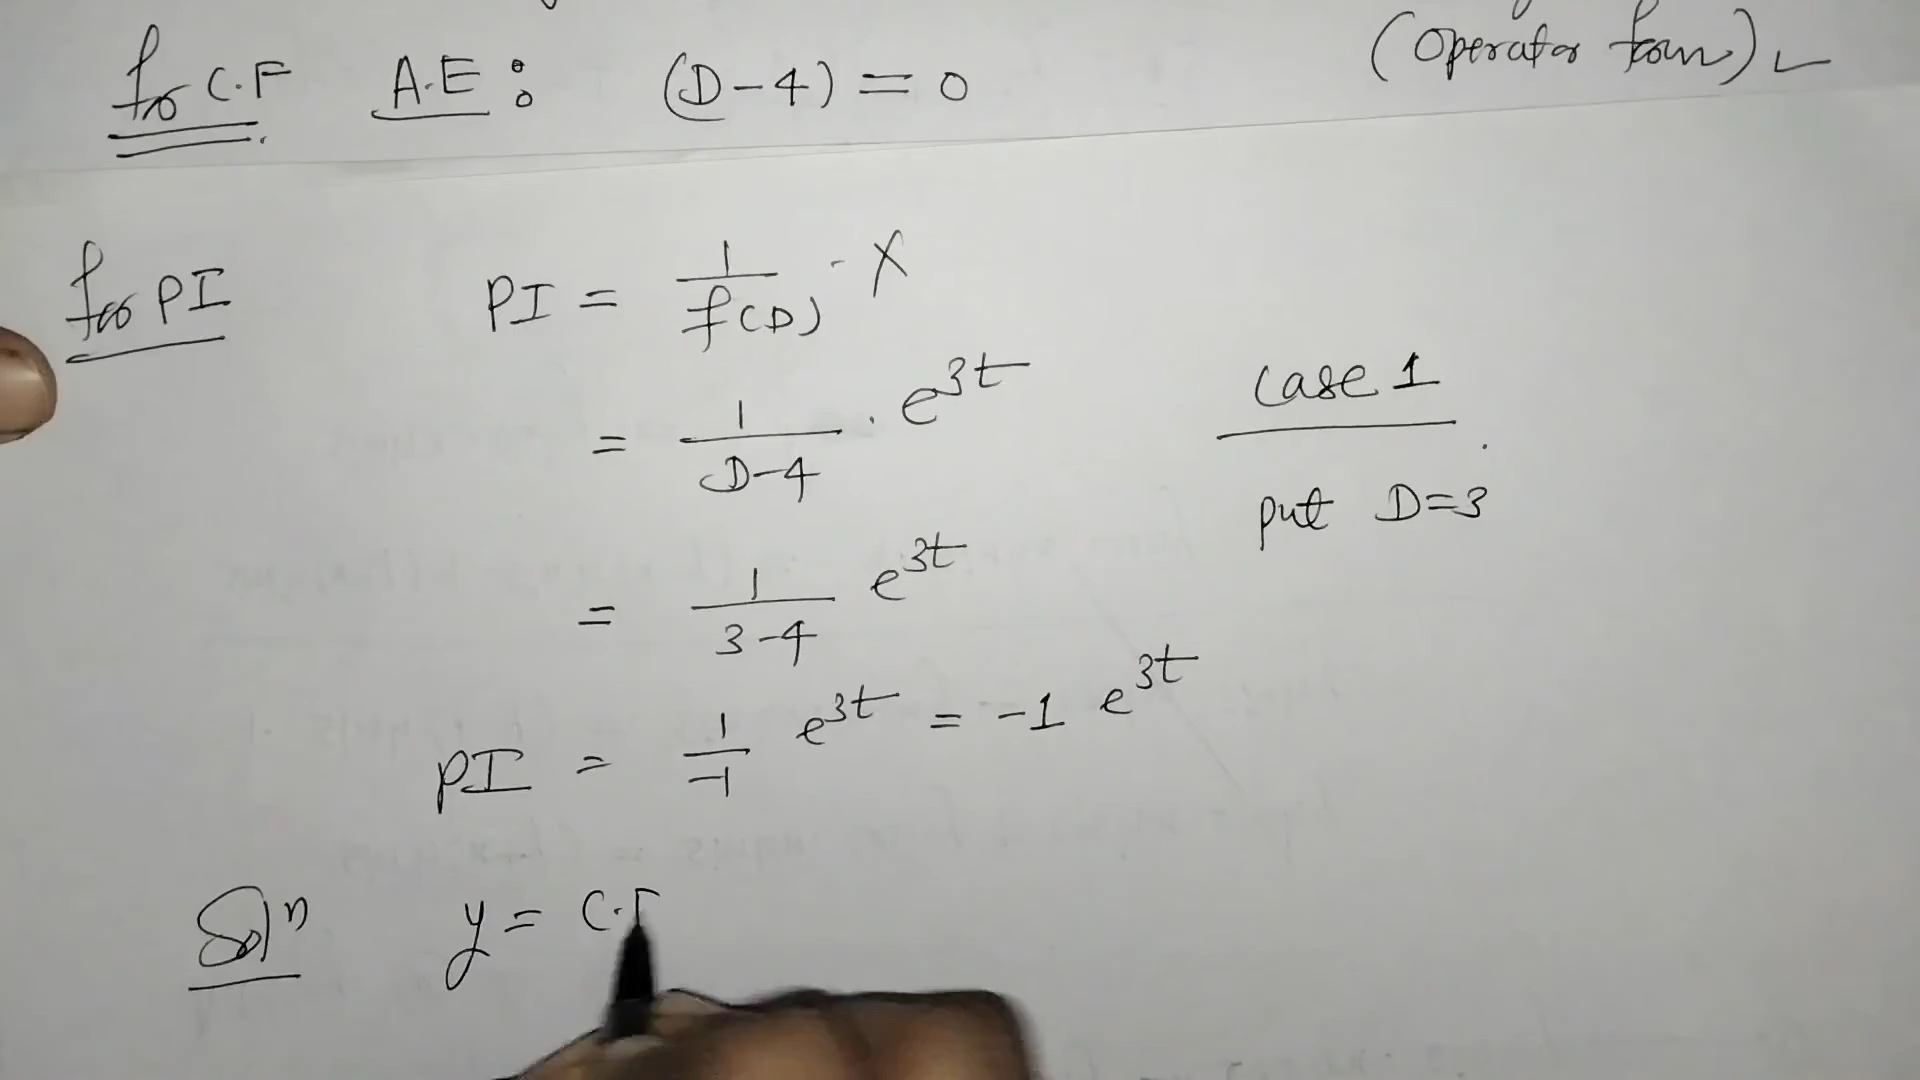 for C.F A.E : (D-4) = 0 (Operator form)
for PI PI = 1/f(D) · X
= 1/(D-4) · e^3t
case 1
put D=3
= 1/(3-4) e^3t
PI = 1/-1 e^3t = -1 e^3t
Sol^n y = C.F